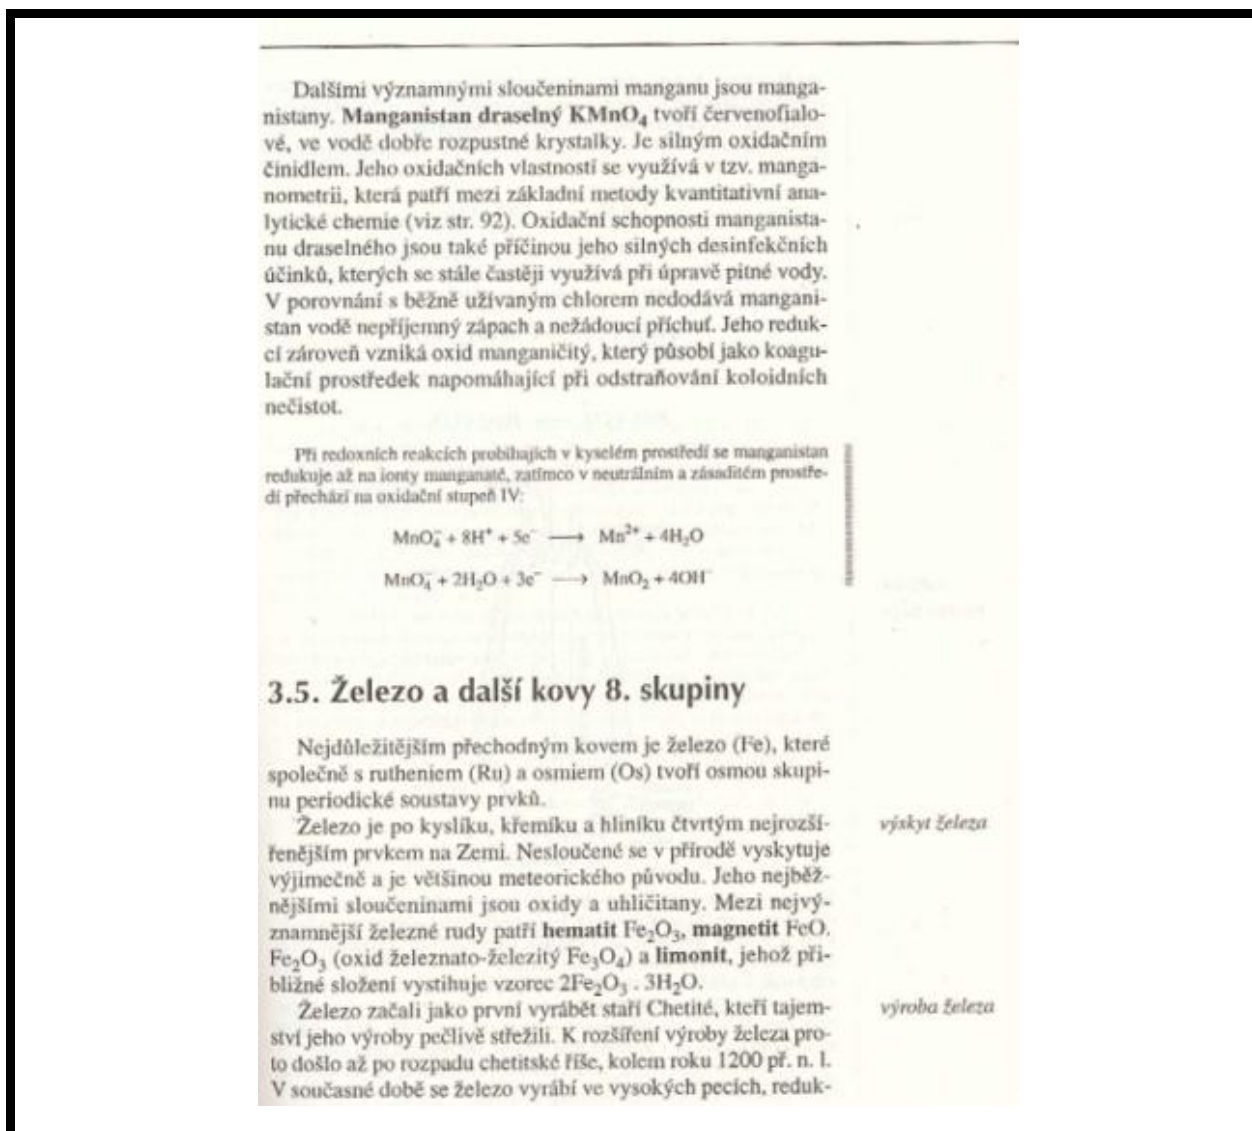 Dalšími významnými sloučeninami manganu jsou manga-
nistany. Manganistan draselný KMnO₄ tvoří červenofialo-
vé, ve vodě dobře rozpustné krystalky. Je silným oxidačním
činidlem. Jeho oxidačních vlastností se využívá v tzv. manga-
nometrii, která patří mezi základní metody kvantitativní ana-
lytické chemie (viz str. 92). Oxidační schopnosti manganista-
nu draselného jsou také příčinou jeho silných desinfekčních
účinků, kterých se stále častěji využívá při úpravě pitné vody.
V porovnání s běžně užívaným chlorem nedodává mangani-
stan vodě nepříjemný zápach a nežádoucí příchuť. Jeho reduk-
cí zároveň vzniká oxid manganičitý, který působí jako koagu-
lační prostředek napomáhající při odstraňování koloidních
nečistot.
Při redoxních reakcích probíhajících v kyselém prostředí se manganistan
redukuje až na ionty manganaté, zatímco v neutrálním a zásaditém prostře-
dí přechází na oxidační stupeň IV:
MnO₄⁻ + 8H⁺ + 5e⁻ ⟶ Mn²⁺ + 4H₂O
MnO₄⁻ + 2H₂O + 3e⁻ ⟶ MnO₂ + 4OH⁻
3.5. Železo a další kovy 8. skupiny
Nejdůležitějším přechodným kovem je železo (Fe), které
společně s rutheniem (Ru) a osmiem (Os) tvoří osmou skupi-
nu periodické soustavy prvků.
Železo je po kyslíku, křemíku a hliníku čtvrtým nejrozší- výskyt železa
řenějším prvkem na Zemi. Nesloučené se v přírodě vyskytuje
výjimečně a je většinou meteorického původu. Jeho nejběž-
nějšími sloučeninami jsou oxidy a uhličitany. Mezi nejvý-
znamnější železné rudy patří hematit Fe₂O₃, magnetit FeO.
Fe₂O₃ (oxid železnato-železitý Fe₃O₄) a limonit, jehož při-
bližné složení vystihuje vzorec 2Fe₂O₃ . 3H₂O.
Železo začali jako první vyrábět staří Chetité, kteří tajem- výroba železa
ství jeho výroby pečlivě střežili. K rozšíření výroby železa pro-
to došlo až po rozpadu chetitské říše, kolem roku 1200 př. n. l.
V současné době se železo vyrábí ve vysokých pecích, reduk-